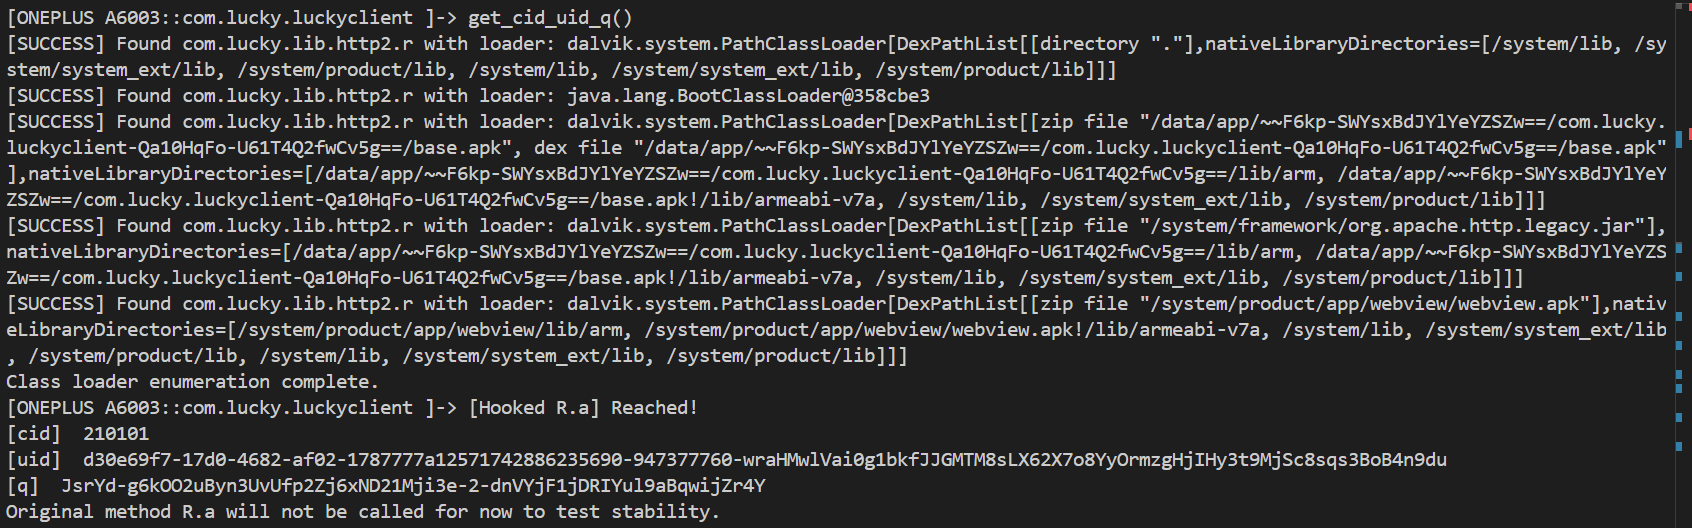 [ONEPLUS A6003::com.lucky.luckyclient ]-> get_cid_uid_q()
[SUCCESS] Found com.lucky.lib.http2.r with loader: dalvik.system.PathClassLoader[DexPathList[[directory "."],nativeLibraryDirectories=[/system/lib, /sy
stem/system_ext/lib, /system/product/lib, /system/lib, /system/system_ext/lib, /system/product/lib]]]
[SUCCESS] Found com.lucky.lib.http2.r with loader: java.lang.BootClassLoader@358cbe3
[SUCCESS] Found com.lucky.lib.http2.r with loader: dalvik.system.PathClassLoader[DexPathList[[zip file "/data/app/~~F6kp-SWYsxBdJYlYeYZSZw==/com.lucky.
luckyclient-Qa10HqFo-U61T4Q2fwCv5g==/base.apk", dex file "/data/app/~~F6kp-SWYsxBdJYlYeYZSZw==/com.lucky.luckyclient-Qa10HqFo-U61T4Q2fwCv5g==/base.apk"
],nativeLibraryDirectories=[/data/app/~~F6kp-SWYsxBdJYlYeYZSZw==/com.lucky.luckyclient-Qa10HqFo-U61T4Q2fwCv5g==/lib/arm, /data/app/~~F6kp-SWYsxBdJYlYeY
ZSZw==/com.lucky.luckyclient-Qa10HqFo-U61T4Q2fwCv5g==/base.apk!/lib/armeabi-v7a, /system/lib, /system/system_ext/lib, /system/product/lib]]]
[SUCCESS] Found com.lucky.lib.http2.r with loader: dalvik.system.PathClassLoader[DexPathList[[zip file "/system/framework/org.apache.http.legacy.jar"],
nativeLibraryDirectories=[/data/app/~~F6kp-SWYsxBdJYlYeYZSZw==/com.lucky.luckyclient-Qa10HqFo-U61T4Q2fwCv5g==/lib/arm, /data/app/~~F6kp-SWYsxBdJYlYeYZS
Zw==/com.lucky.luckyclient-Qa10HqFo-U61T4Q2fwCv5g==/base.apk!/lib/armeabi-v7a, /system/lib, /system/system_ext/lib, /system/product/lib]]]
[SUCCESS] Found com.lucky.lib.http2.r with loader: dalvik.system.PathClassLoader[DexPathList[[zip file "/system/product/app/webview/webview.apk"],nativ
eLibraryDirectories=[/system/product/app/webview/lib/arm, /system/product/app/webview/webview.apk!/lib/armeabi-v7a, /system/lib, /system/system_ext/lib
, /system/product/lib, /system/lib, /system/system_ext/lib, /system/product/lib]]]
Class loader enumeration complete.
[ONEPLUS A6003::com.lucky.luckyclient ]-> [Hooked R.a] Reached!
[cid]  210101
[uid]  d30e69f7-17d0-4682-af02-1787777a12571742886235690-947377760-wraHMwlVai0g1bkfJJGMTM8sLX62X7o8YyOrmzgHjIHy3t9MjSc8sqs3BoB4n9du
[q]  JsrYd-g6kOO2uByn3UvUfp2Zj6xND21Mji3e-2-dnVYjF1jDRIYul9aBqwijZr4Y
Original method R.a will not be called for now to test stability.